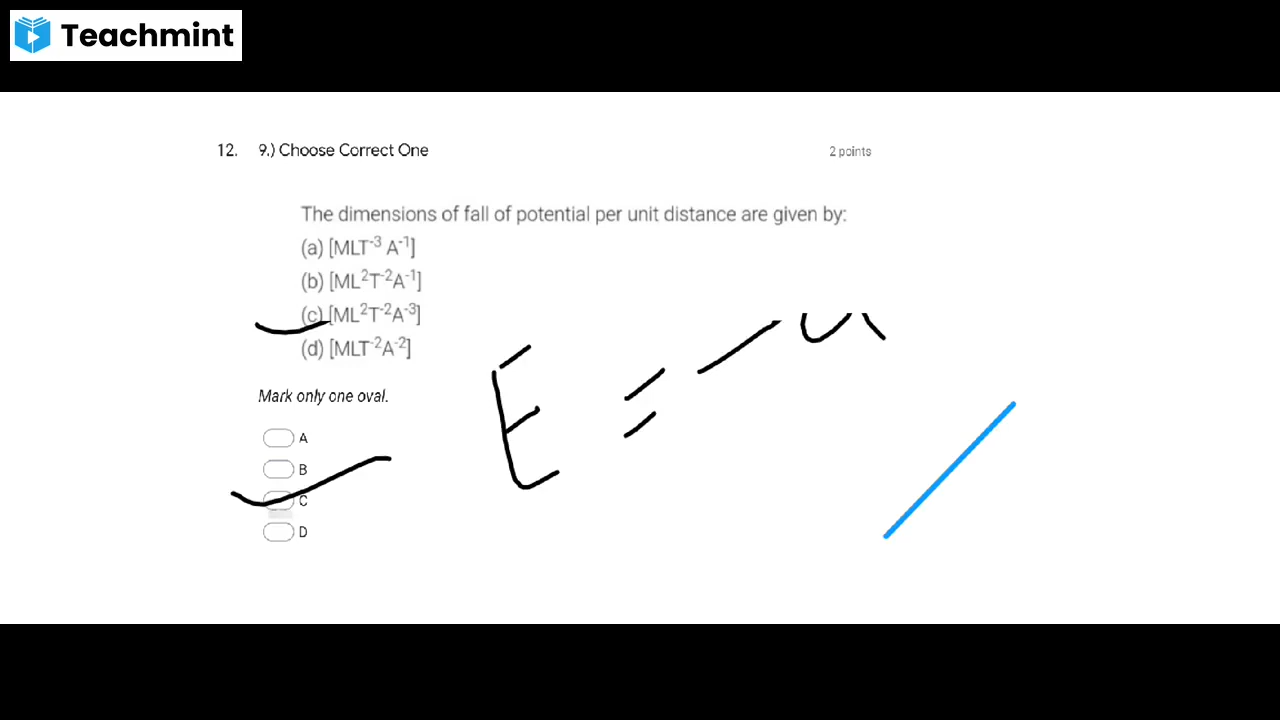 Teachmint
12. 9.) Choose Correct One 2 points
The dimensions of fall of potential per unit distance are given by:
(a) [MLT⁻³ A⁻¹]
(b) [ML²T⁻²A⁻¹]
(c) [ML²T⁻²A⁻³]
(d) [MLT⁻²A⁻²]
Mark only one oval.
A
B
C
D
E = -